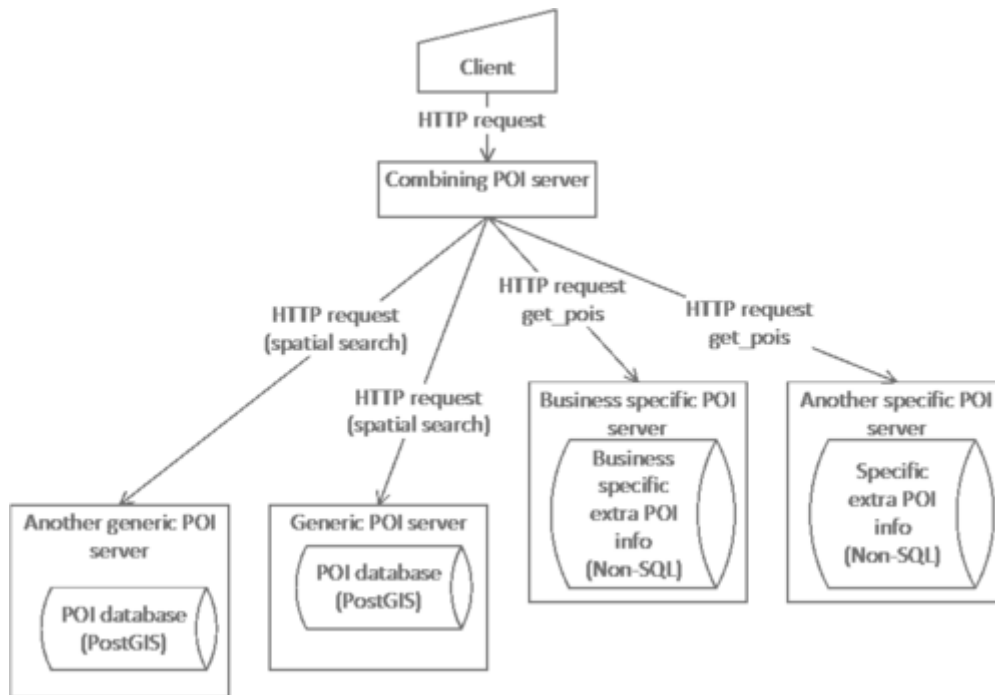 Client
HTTP request
Combining POI server
HTTP request
get_pois
HTTP request
get_pois
HTTP request
(spatial search)
HTTP request
(spatial search)
Business specific POI
server
Business
specific
extra POI
info
(Non-SQL)
Another specific POI
server
Specific
extra POI
info
(Non-SQL)
Another generic POI
server
POI database
(PostGIS)
Generic POI server
POI database
(PostGIS)